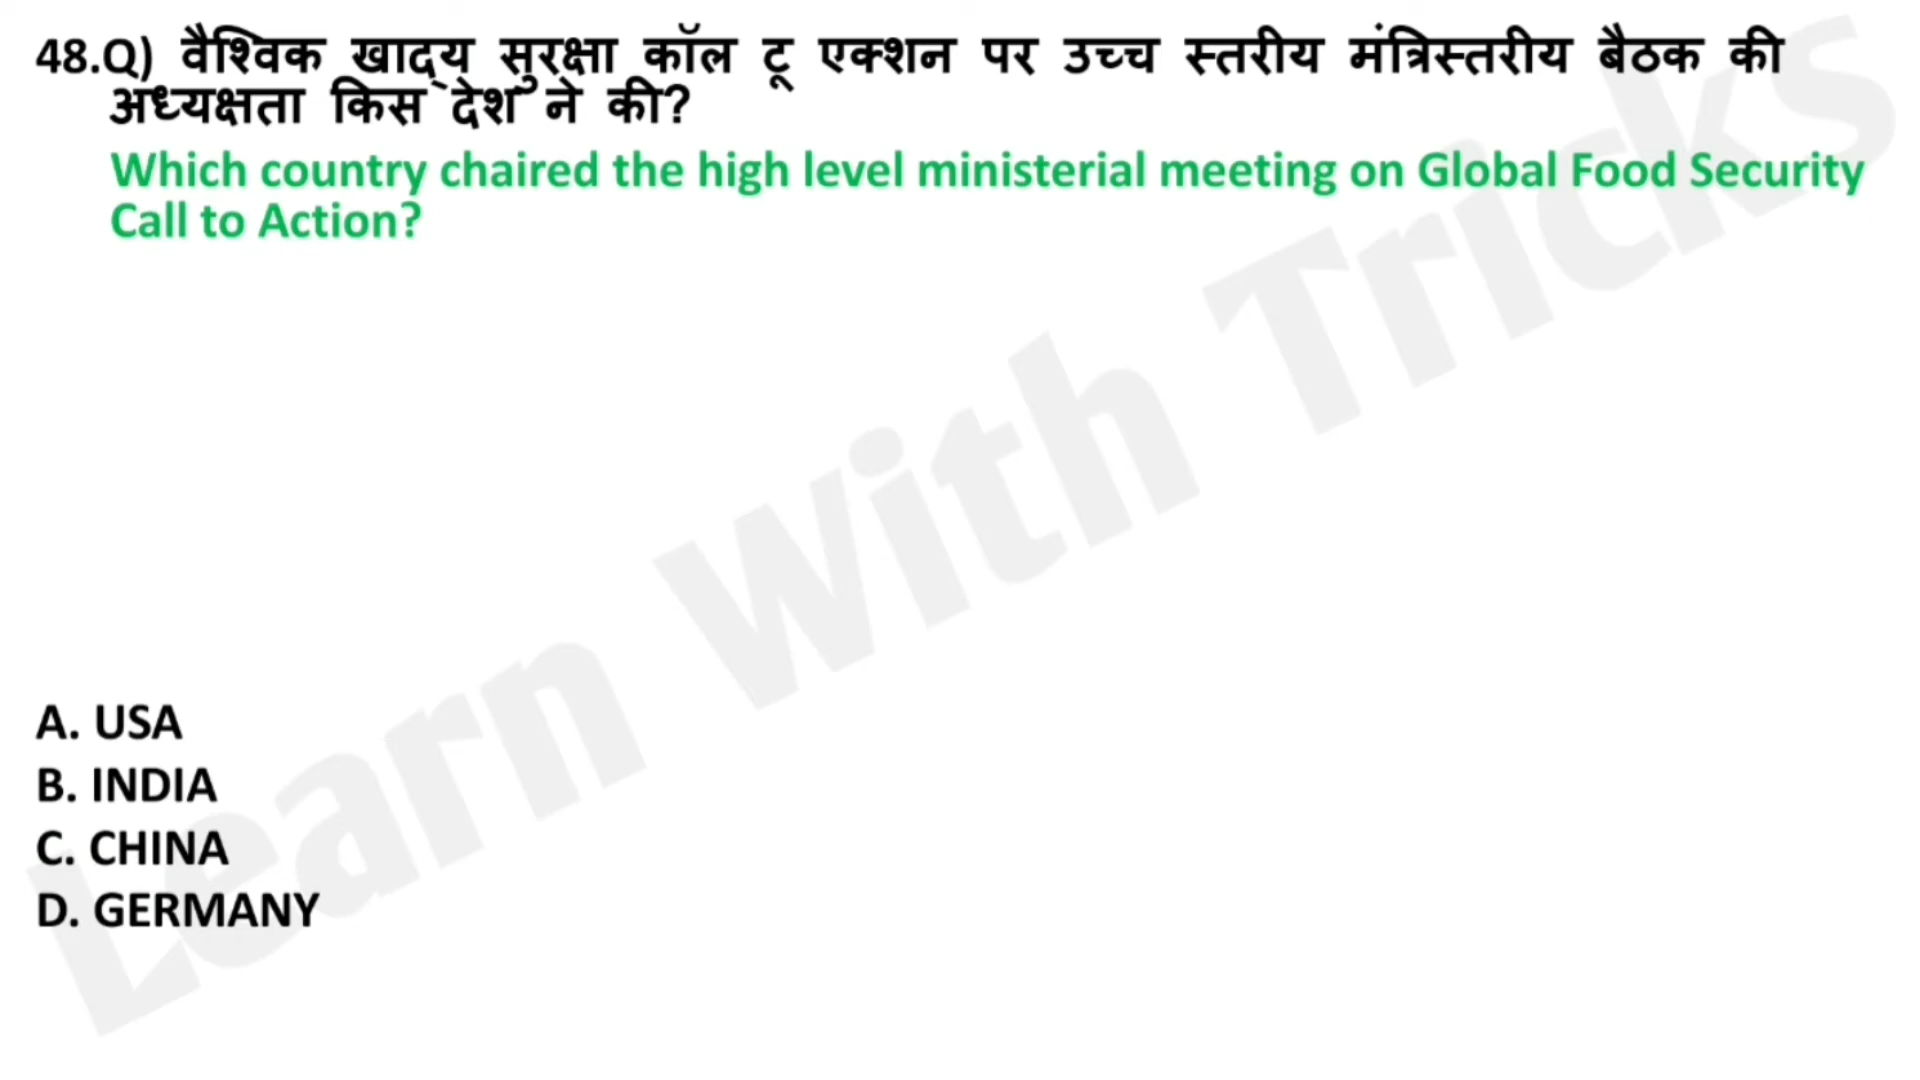 48.Q) वैश्विक खाद्य सुरक्षा कॉल टू एक्शन पर उच्च स्तरीय मंत्रिस्तरीय बैठक की
अध्यक्षता किस देश ने की?
Which country chaired the high level ministerial meeting on Global Food Security
Call to Action?
Learn With Tricks
A. USA
B. INDIA
C. CHINA
D. GERMANY